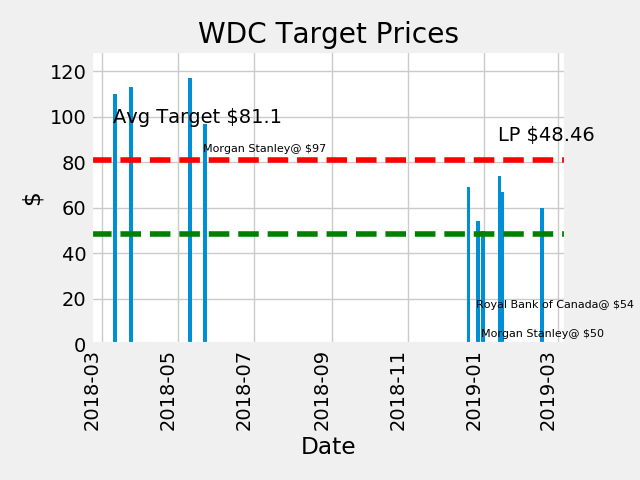 WDC Target Prices
120
100
80
60
40
20
0
$
Avg Target $81.1
LP $48.46
Morgan Stanley@ $97
Royal Bank of Canada@ $54
Morgan Stanley@ $50
2018-03
2018-05
2018-07
2018-09
2018-11
2019-01
2019-03
Date